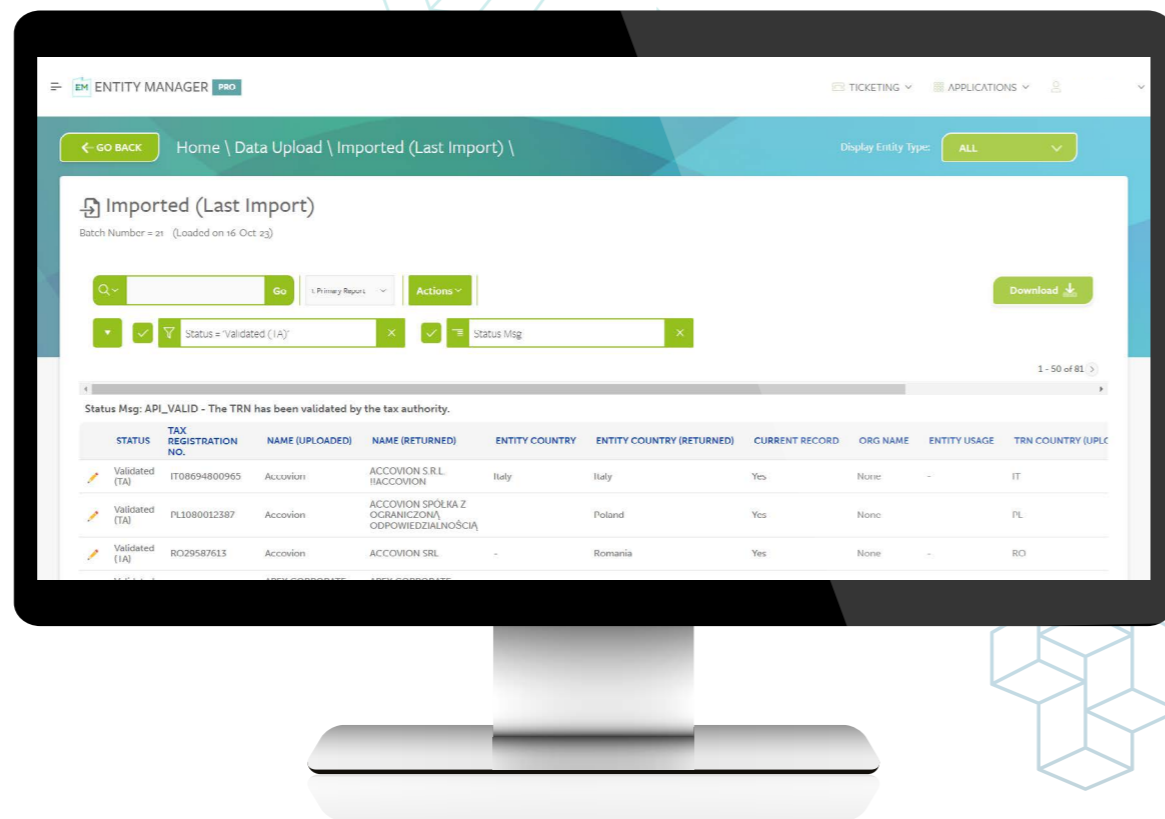 EM ENTITY MANAGER PRO
TICKETING
APPLICATIONS
GO BACK
Home \ Data Upload \ Imported (Last Import) \
Display Entity Type: ALL
Imported (Last Import)
Batch Number = 21 (Loaded on 16 Oct 23)
Go
1. Primary Report
Actions
Download
Status = 'Validated (TA)'
Status Msg
1 - 50 of 81
Status Msg: API_VALID - The TRN has been validated by the tax authority.
STATUS TAX REGISTRATION NO. NAME (UPLOADED) NAME (RETURNED) ENTITY COUNTRY ENTITY COUNTRY (RETURNED) CURRENT RECORD ORG NAME ENTITY USAGE TRN COUNTRY (UPLC
Validated (TA) IT08694800965 Accovion ACCOVION S.R.L. !!ACCOVION Italy Italy Yes None - IT
Validated (TA) PL1080012387 Accovion ACCOVION SPÓŁKA Z OGRANICZONĄ ODPOWIEDZIALNOŚCIĄ Poland Yes None PL
Validated (TA) RO29587613 Accovion ACCOVION SRL - Romania Yes None - RO